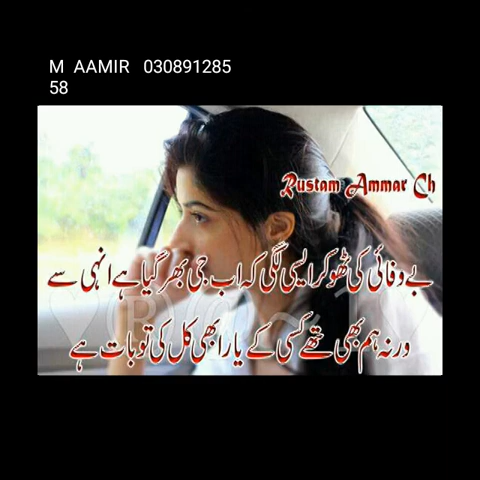 M AAMIR 030891285
58
Rustam Ammar Ch
بے وفائی کی ٹھوکر ایسی لگی کہ اب جی بھر گیا ہے انہی سے
ورنہ ہم بھی تھے کسی کے یار ابھی کل کی تو بات ہے